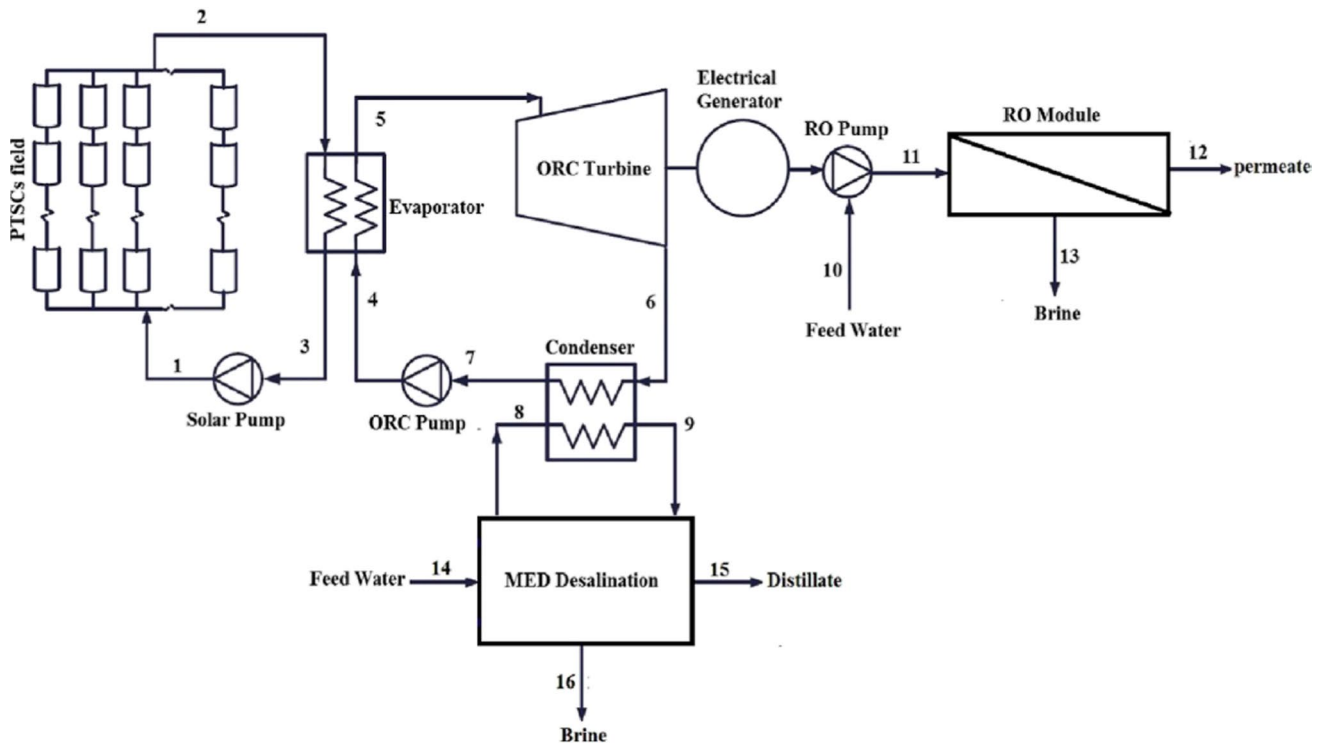 2
Electrical
Generator
5
RO Pump
RO Module
11
12
permeate
ORC Turbine
PTSCs field
Evaporator
10
13
4
6
Feed Water
Brine
3
Condenser
1
7
Solar Pump
ORC Pump
8
9
14
15
Feed Water
MED Desalination
Distillate
16
Brine